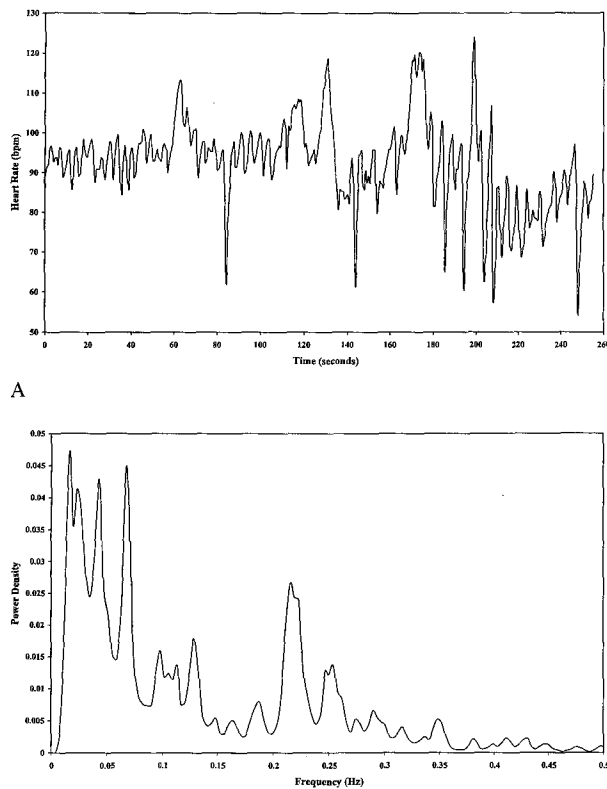 130
120
110
100
90
80
70
60
50
Heart Rate (bpm)
0 20 40 60 80 100 120 140 160 180 200 220 240 260
Time (seconds)
A
0.05
0.045
0.04
0.035
0.03
0.025
0.02
0.015
0.01
0.005
0
Power Density
0 0.05 0.1 0.15 0.2 0.25 0.3 0.35 0.4 0.45 0.5
Frequency (Hz)